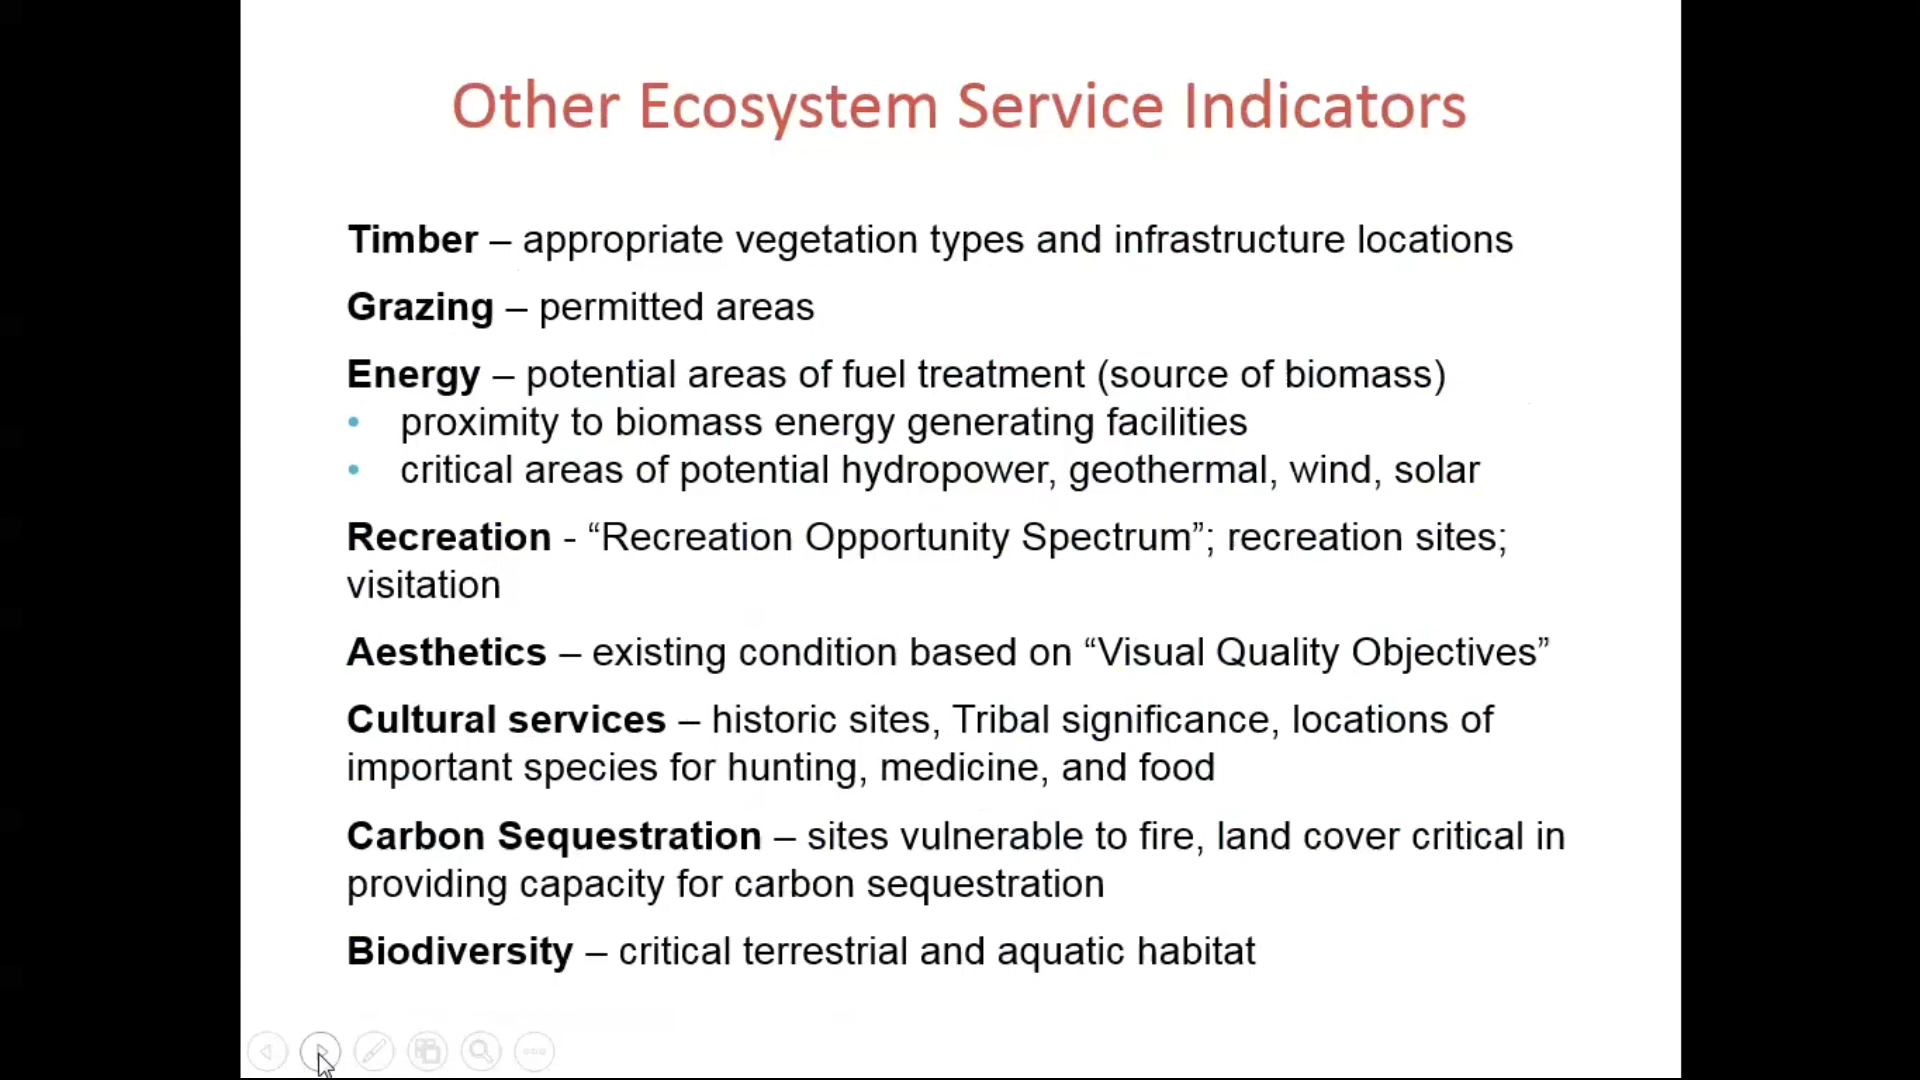 Other Ecosystem Service Indicators
Timber – appropriate vegetation types and infrastructure locations
Grazing – permitted areas
Energy – potential areas of fuel treatment (source of biomass)
• proximity to biomass energy generating facilities
• critical areas of potential hydropower, geothermal, wind, solar
Recreation - “Recreation Opportunity Spectrum”; recreation sites;
visitation
Aesthetics – existing condition based on “Visual Quality Objectives”
Cultural services – historic sites, Tribal significance, locations of
important species for hunting, medicine, and food
Carbon Sequestration – sites vulnerable to fire, land cover critical in
providing capacity for carbon sequestration
Biodiversity – critical terrestrial and aquatic habitat